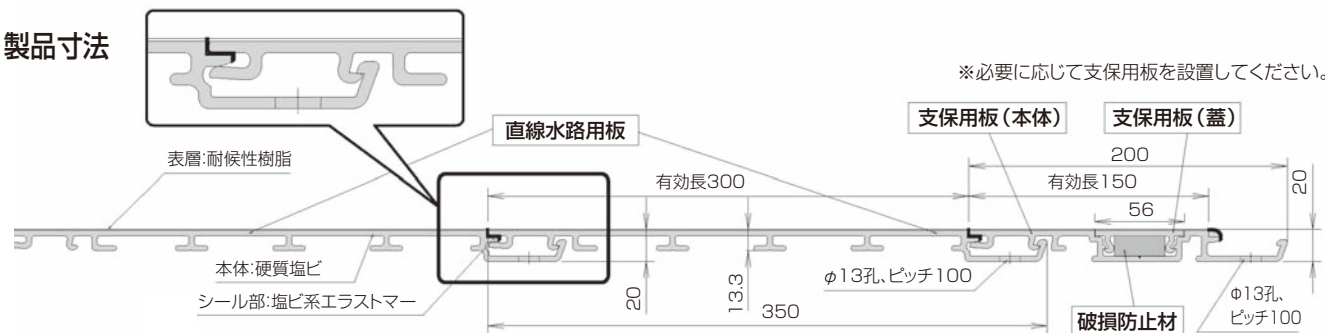 製品寸法
※必要に応じて支保用板を設置してください。
直線水路用板
支保用板(本体)
支保用板(蓋)
表層:耐候性樹脂
200
有効長300
有効長150
20
56
本体:硬質塩ビ
シール部:塩ビ系エラストマー
20
13.3
φ13孔、ピッチ100
350
破損防止材
Φ13孔、
ピッチ100